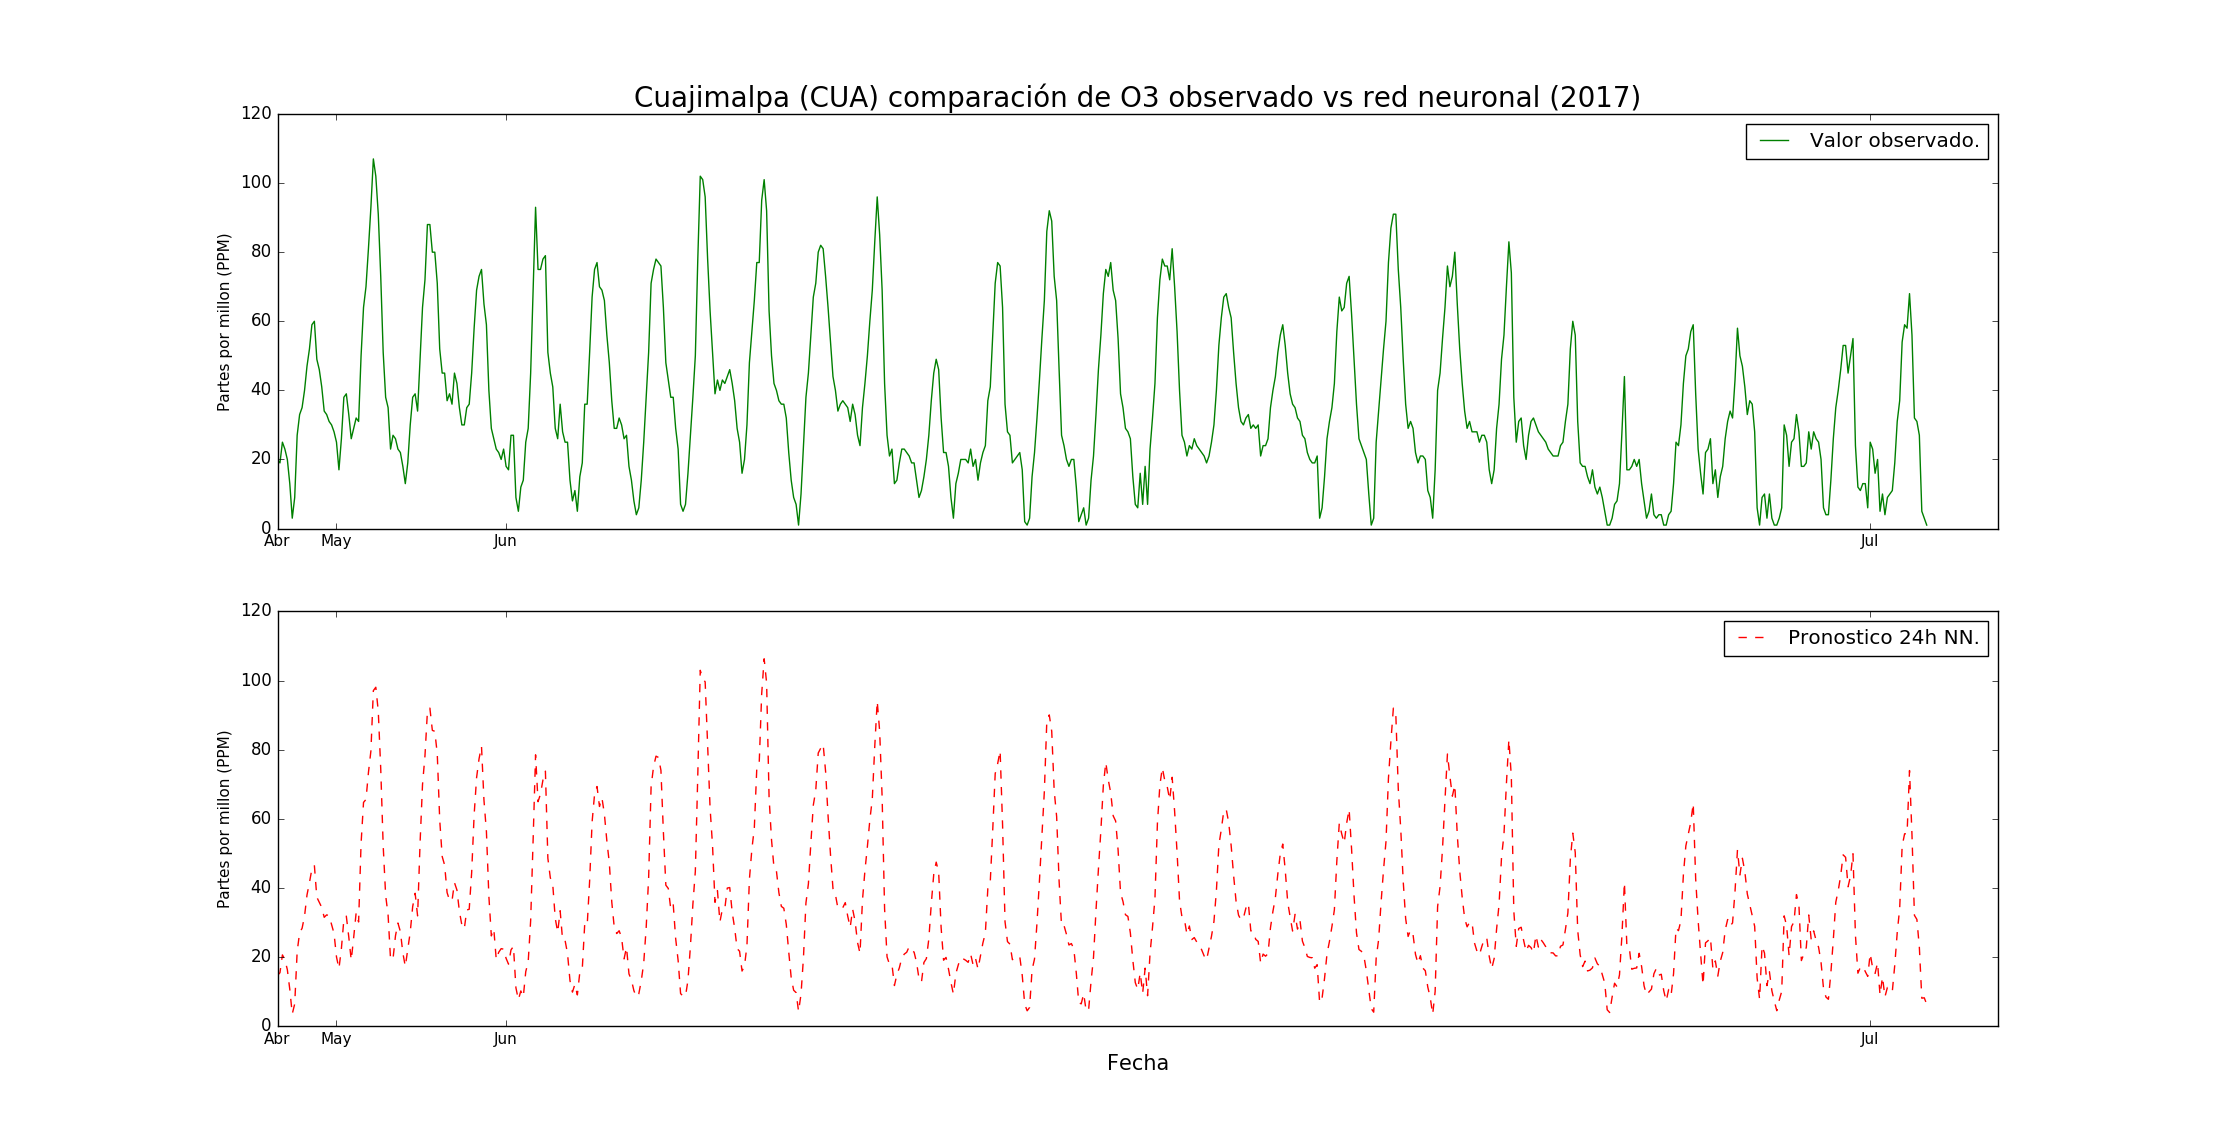 Cuajimalpa (CUA) comparación de O3 observado vs red neuronal (2017)
120
100
80
60
40
20
0
Partes por millon (PPM)
Valor observado.
Abr May Jun Jul
120
100
80
60
40
20
0
Partes por millon (PPM)
Pronostico 24h NN.
Abr May Jun Jul
Fecha